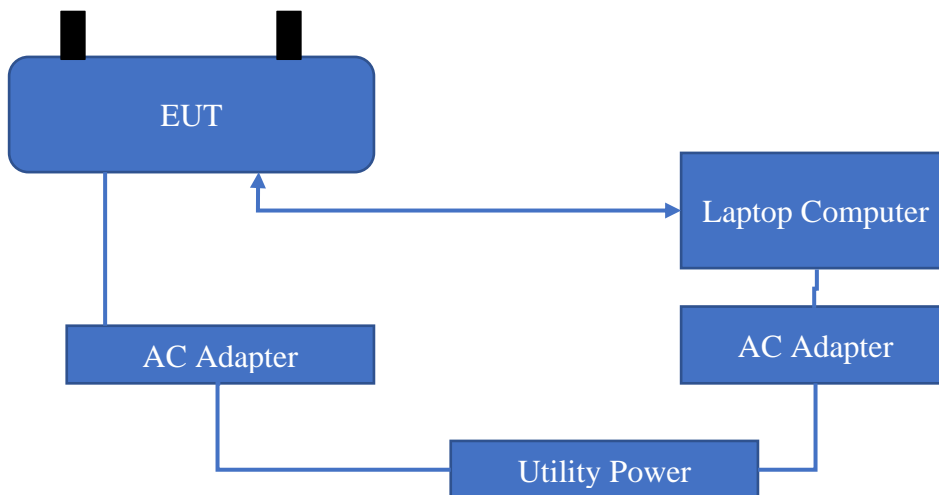 EUT
Laptop Computer
AC Adapter
AC Adapter
Utility Power